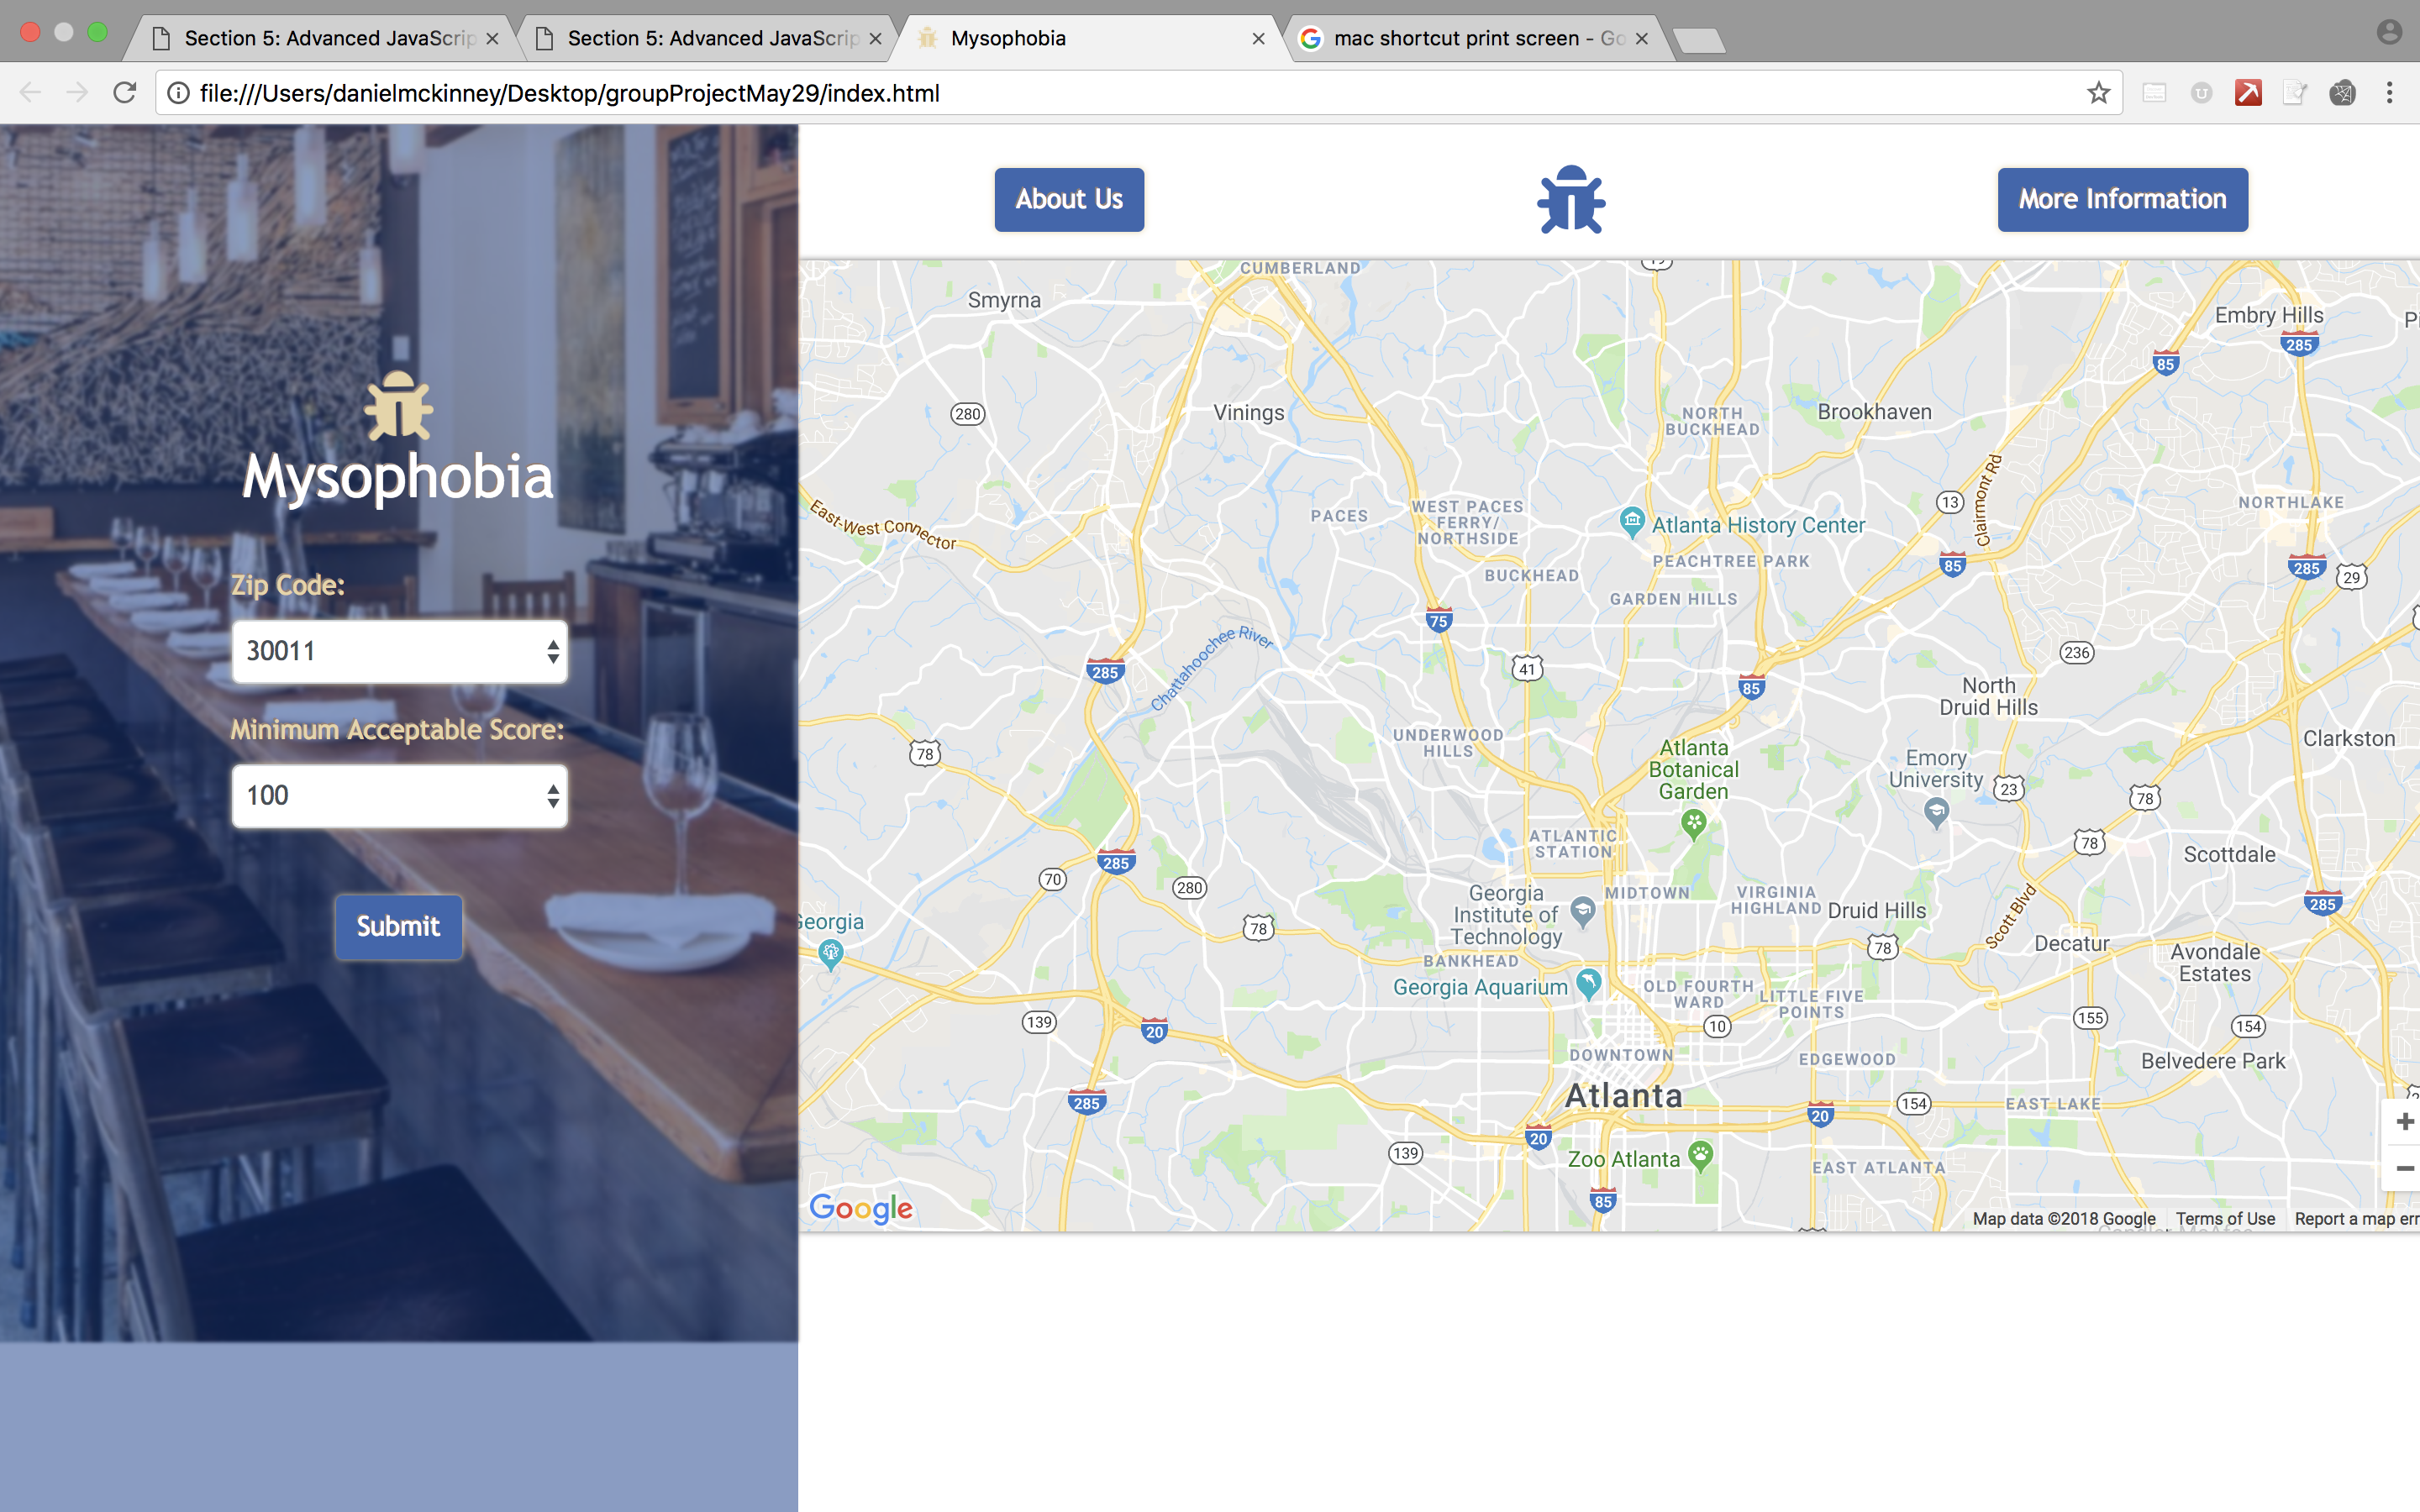 Section 5: Advanced JavaScrip
Section 5: Advanced JavaScrip
Mysophobia
mac shortcut print screen - Go
file:///Users/danielmckinney/Desktop/groupProjectMay29/index.html
About Us
More Information
Mysophobia
Zip Code:
30011
Minimum Acceptable Score:
100
Submit
CUMBERLAND
Smyrna
Embry Hills
285
85
280
Vinings
NORTH
BUCKHEAD
Brookhaven
East-West Connector
PACES
WEST PACES
FERRY/
NORTHSIDE
Atlanta History Center
13
Clairmont Rd
NORTHLAKE
PEACHTREE PARK
BUCKHEAD
85
285
29
GARDEN HILLS
75
Chattahoochee River
285
41
236
85
North
Druid Hills
78
UNDERWOOD
HILLS
Atlanta
Botanical
Garden
Emory
University
23
78
Clarkston
ATLANTIC
STATION
78
Scottdale
285
70
280
Georgia
Institute of
Technology
MIDTOWN
VIRGINIA
HIGHLAND
Druid Hills
Scott Blvd
285
Georgia
78
78
Decatur
Avondale
Estates
BANKHEAD
Georgia Aquarium
OLD FOURTH
WARD
LITTLE FIVE
POINTS
139
20
10
155
154
DOWNTOWN
EDGEWOOD
Belvedere Park
Atlanta
285
20
154
EAST LAKE
20
139
Zoo Atlanta
EAST ATLANTA
85
Google
Map data ©2018 Google
Terms of Use
Report a map err